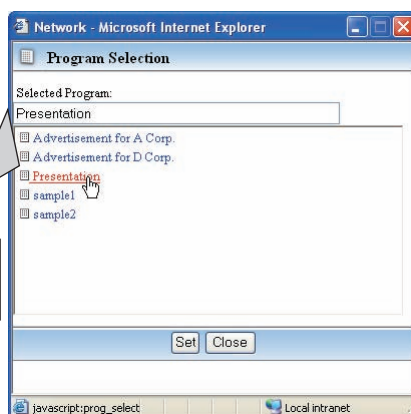 Network - Microsoft Internet Explorer
Program Selection
Selected Program:
Presentation
Advertisement for A Corp.
Advertisement for D Corp.
Presentation
sample1
sample2
Set Close
javascript:prog_select Local intranet